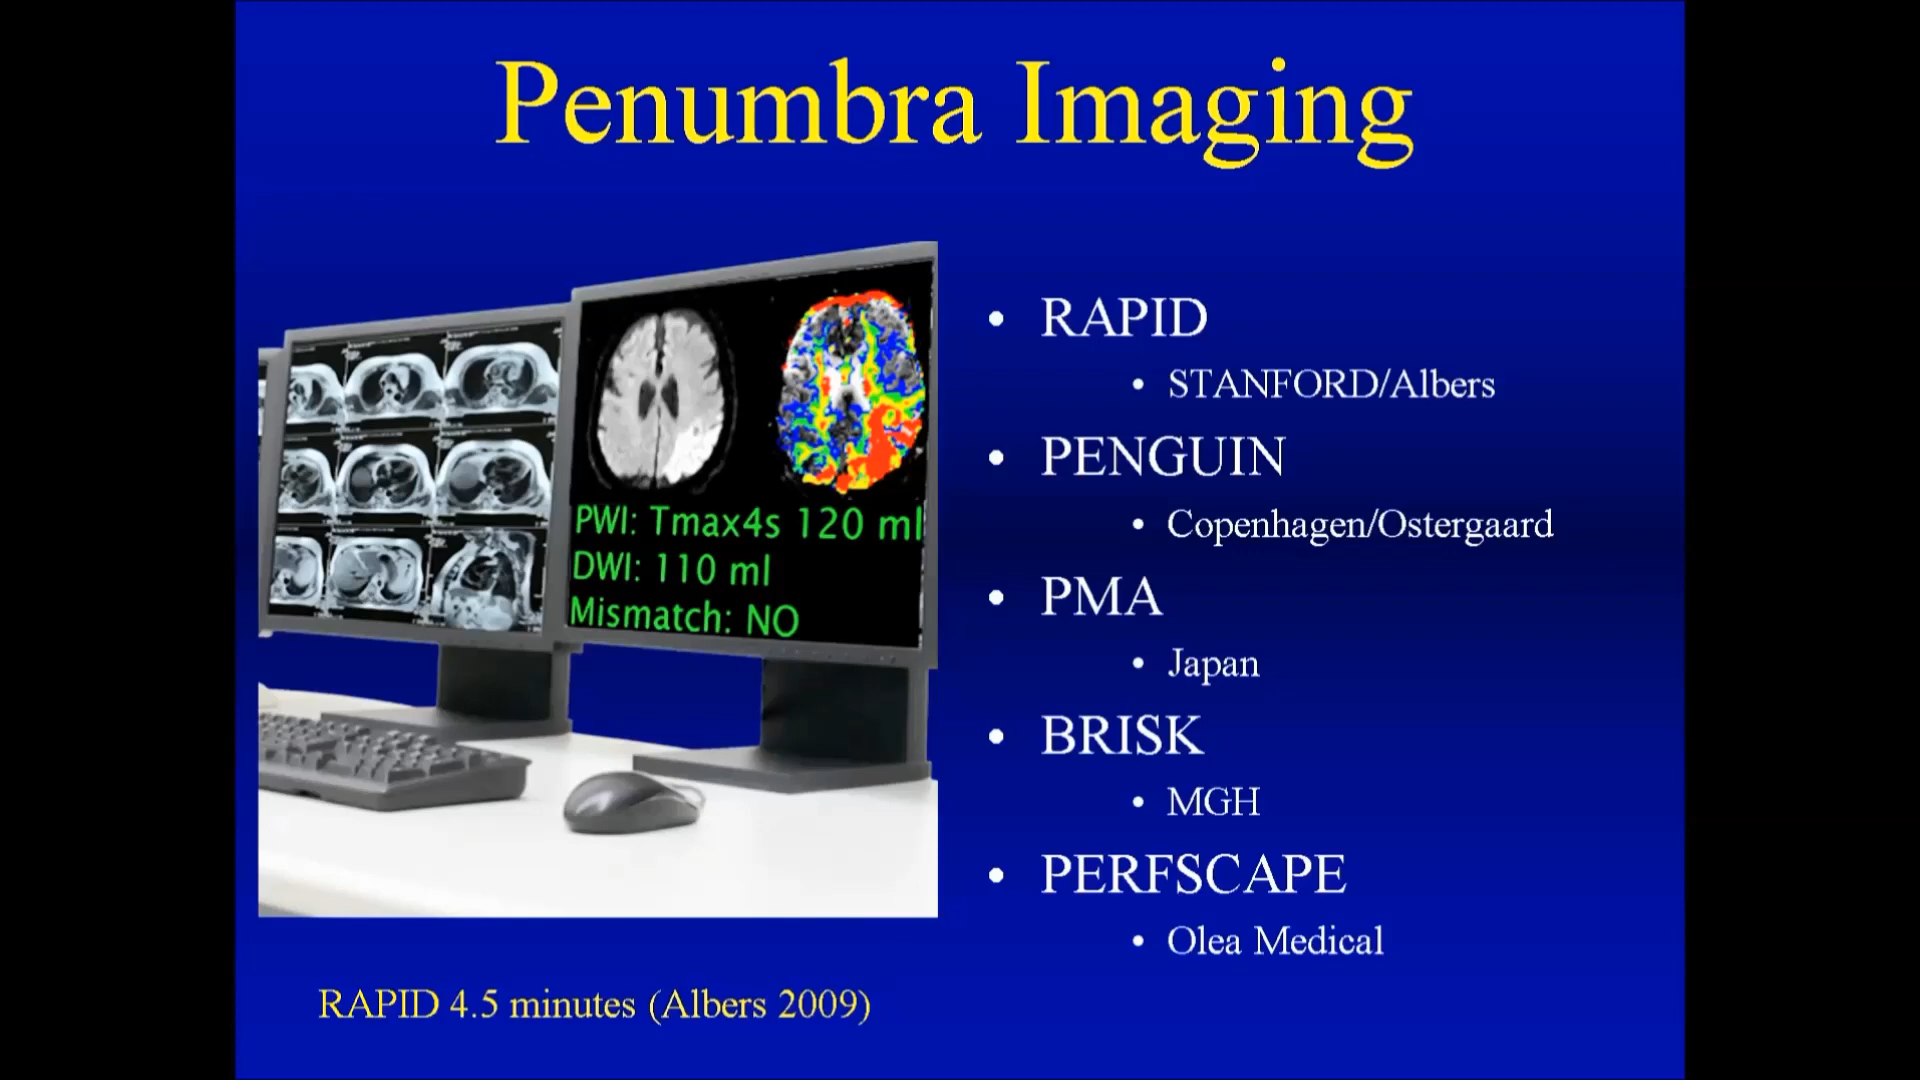 Penumbra Imaging
PWI: Tmax4s 120 ml
DWI: 110 ml
Mismatch: NO
• RAPID
• STANFORD/Albers
• PENGUIN
• Copenhagen/Ostergaard
• PMA
• Japan
• BRISK
• MGH
• PERFSCAPE
• Olea Medical
RAPID 4.5 minutes (Albers 2009)